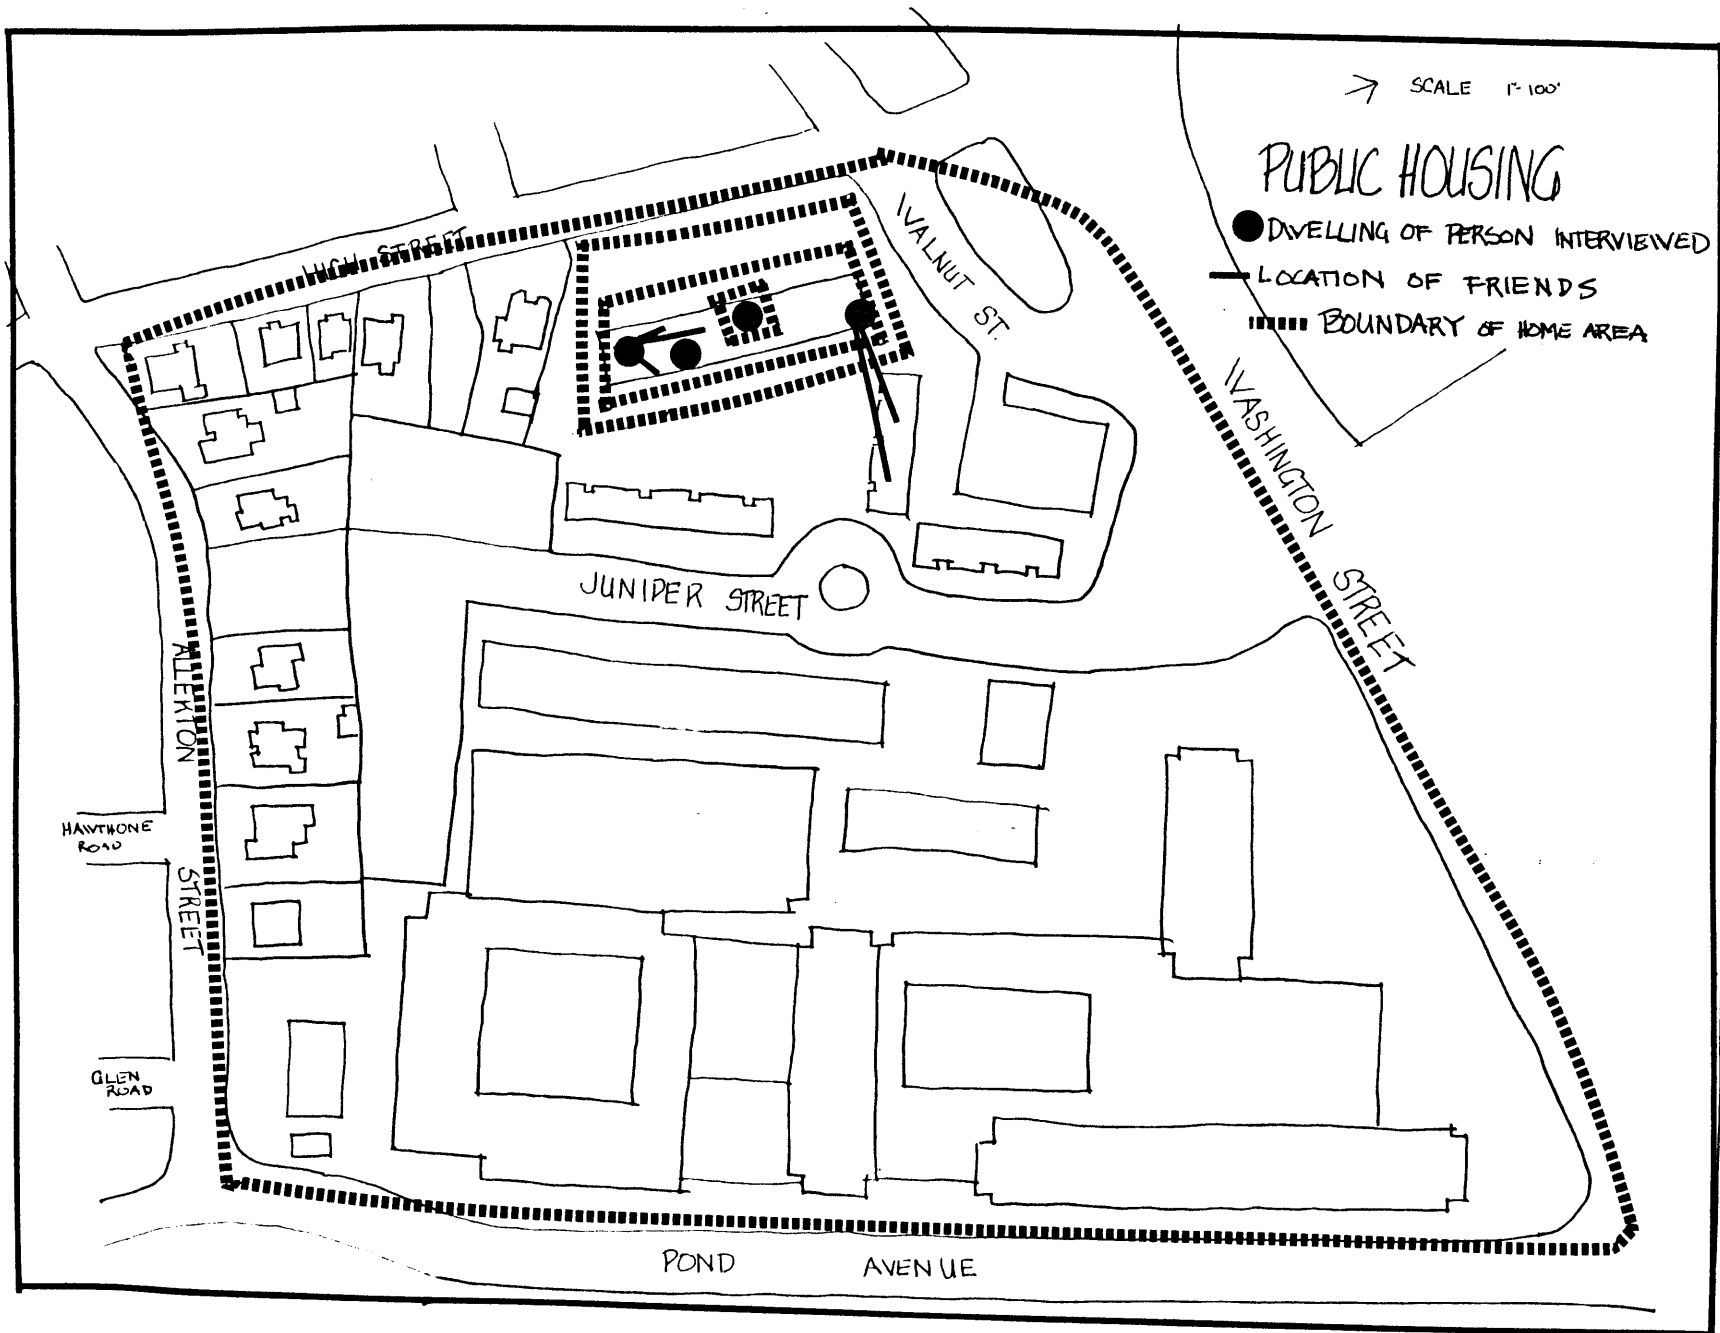 SCALE 1"-100'
PUBLIC HOUSING
DWELLING OF PERSON INTERVIEWED
LOCATION OF FRIENDS
BOUNDARY OF HOME AREA
HIGH STREET
WALNUT ST.
WASHINGTON STREET
JUNIPER STREET
ALLERTON STREET
HAWTHONE
ROAD
GLEN
ROAD
POND AVENUE